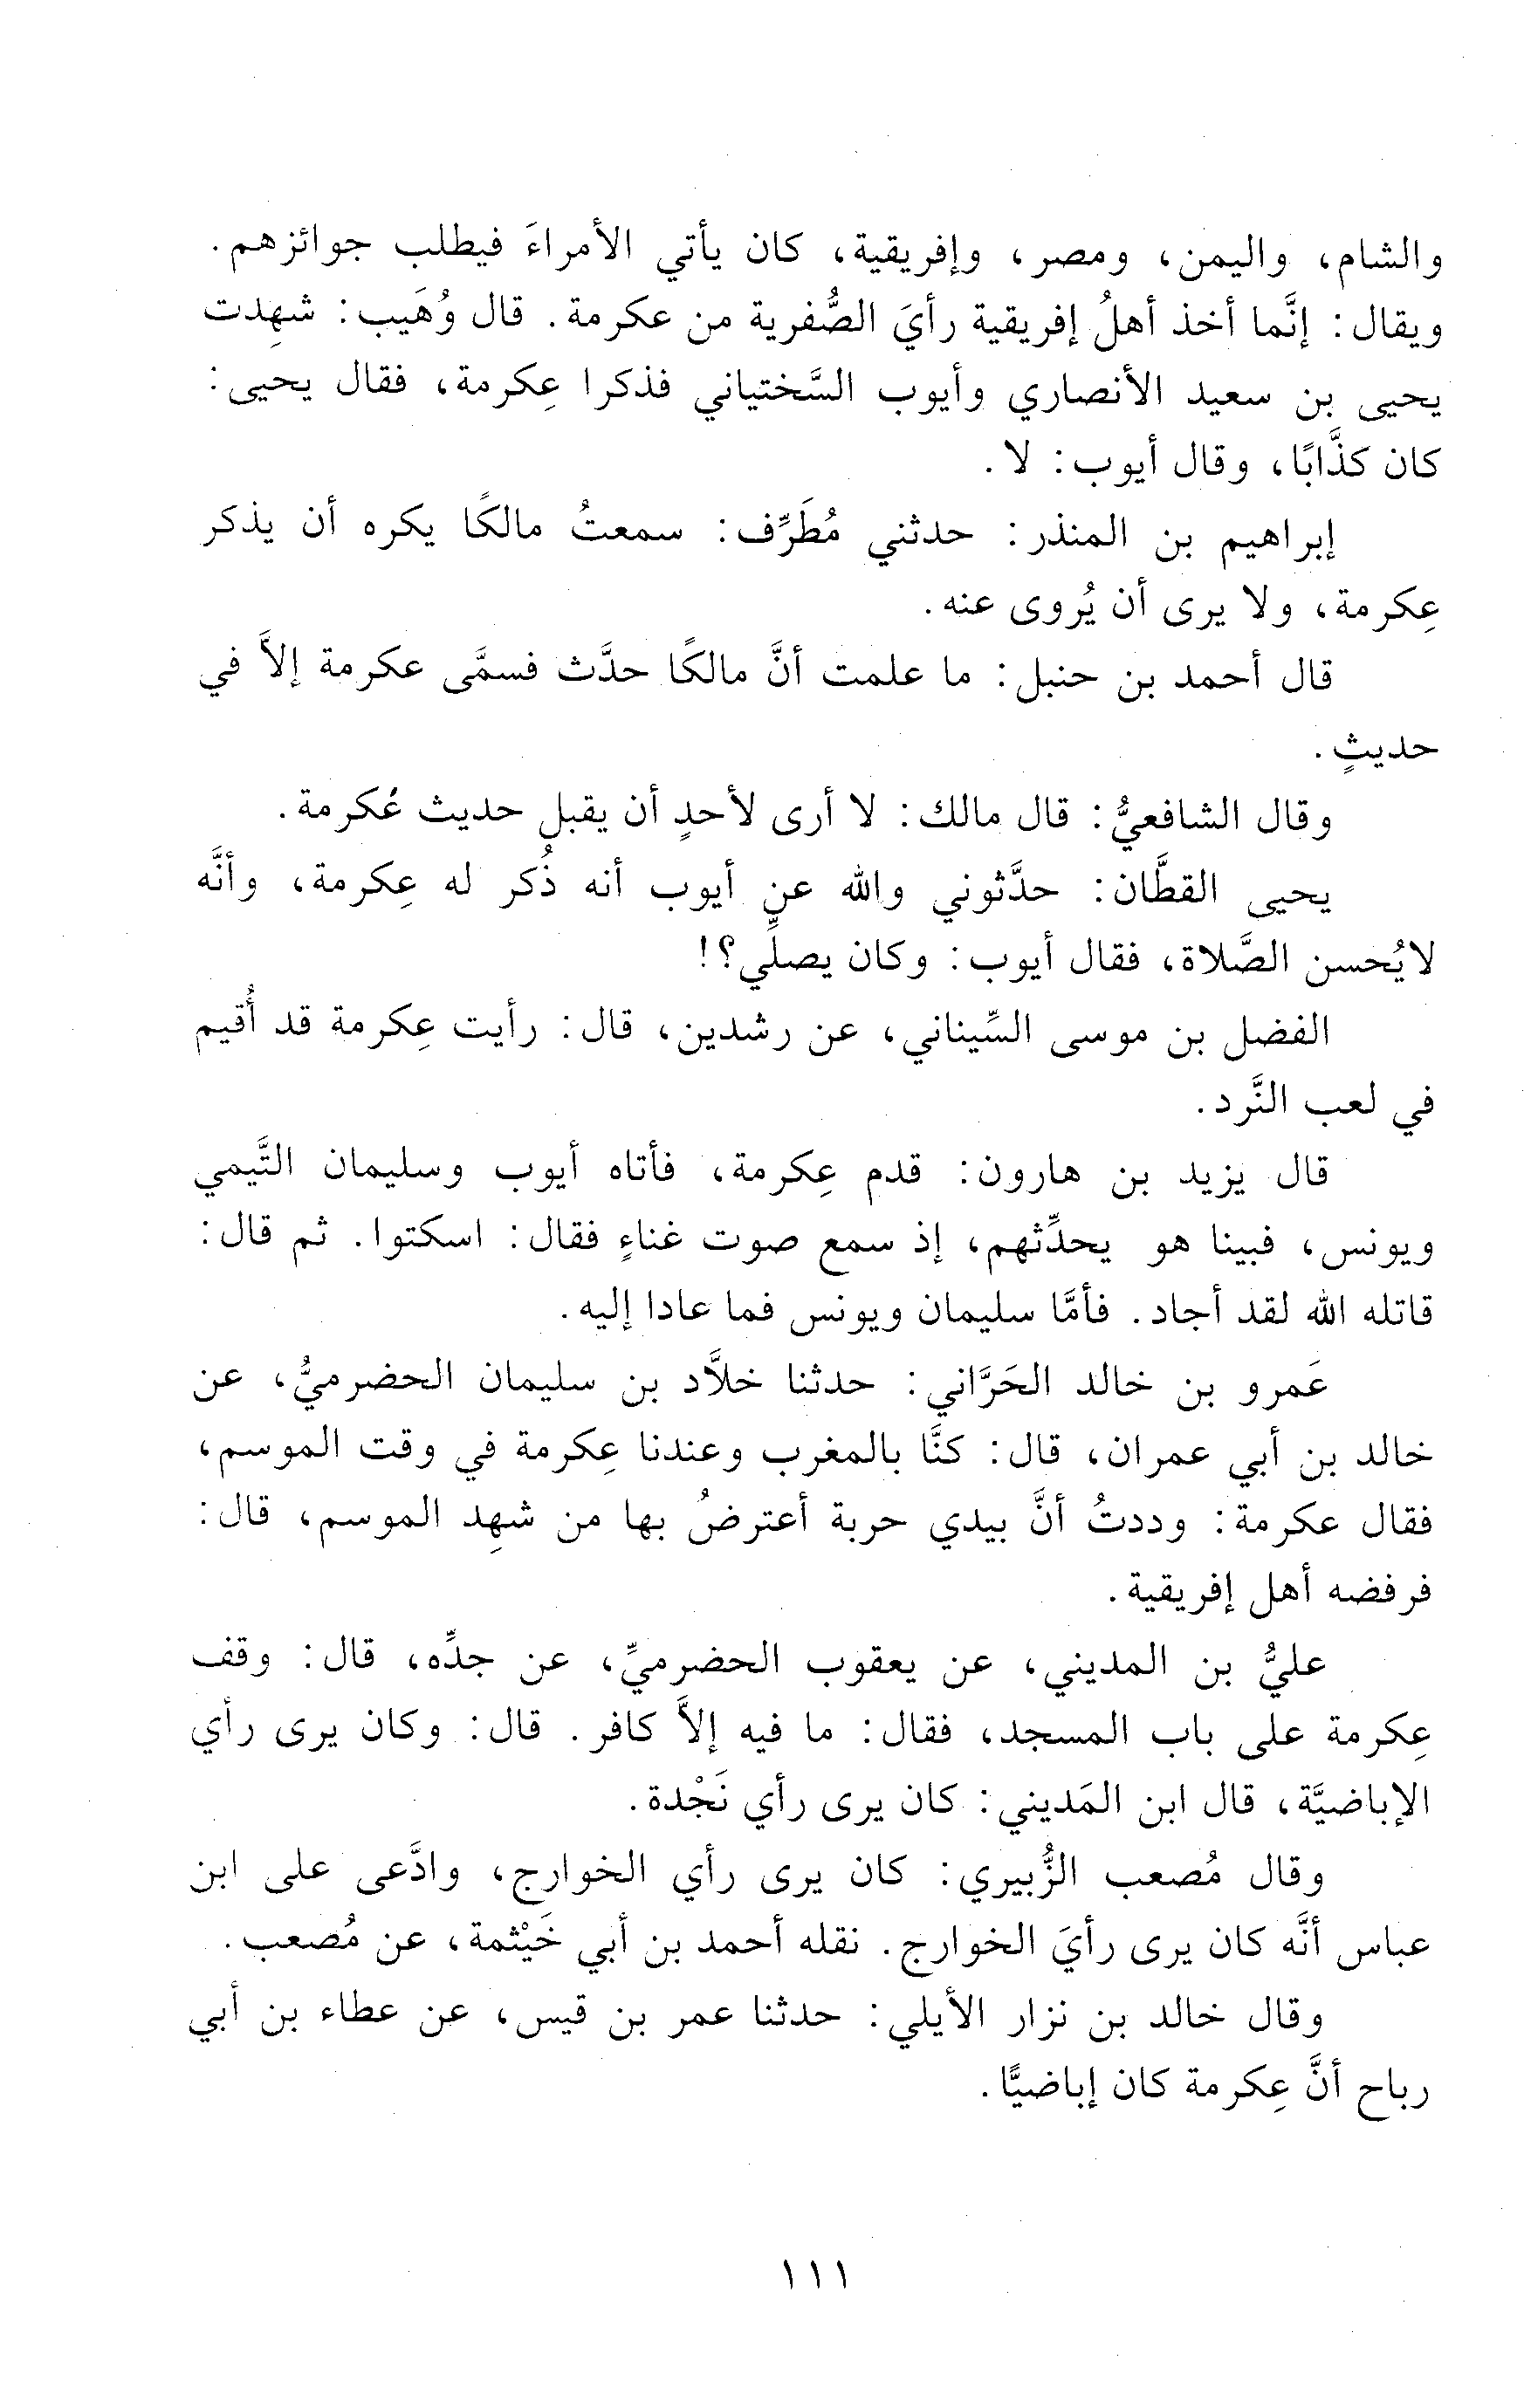 والشام، واليمن، ومصر، وإفريقية، كان يأتي الأمراءَ فيطلب جوائزهم.
ويقال: إنَّما أخذ أهلُ إفريقية رأيَ الصُّفرية من عكرمة. قال وُهَيب: شهِدت
يحيى بن سعيد الأنصاري وأيوب السَّختياني فذكرا عِكرمة، فقال يحيى:
كان كذَّابًا، وقال أيوب: لا.
إبراهيم بن المنذر: حدثني مُطَرِّف: سمعتُ مالكًا يكره أن يذكر
عِكرمة، ولا يرى أن يُروى عنه.
قال أحمد بن حنبل: ما علمت أنَّ مالكًا حدَّث فسمَّى عكرمة إلاَّ في
حديثٍ.
وقال الشافعيُّ: قال مالك: لا أرى لأحدٍ أن يقبل حديث عُكرمة.
يحيى القطَّان: حدَّثوني والله عن أيوب أنه ذُكر له عِكرمة، وأنَّه
لايُحسن الصَّلاة، فقال أيوب: وكان يصلِّي؟!
الفضل بن موسى السِّيناني، عن رشدين، قال: رأيت عِكرمة قد أُقيم
في لعب النَّرد.
قال يزيد بن هارون: قدم عِكرمة، فأتاه أيوب وسليمان التَّيمي
ويونس، فبينا هو يحدِّثهم، إذ سمع صوت غناءٍ فقال: اسكتوا. ثم قال:
قاتله الله لقد أجاد. فأمَّا سليمان ويونس فما عادا إليه.
عَمرو بن خالد الحَرَّاني: حدثنا خلاَّد بن سليمان الحضرميُّ، عن
خالد بن أبي عمران، قال: كنَّا بالمغرب وعندنا عِكرمة في وقت الموسم،
فقال عكرمة: وددتُ أنَّ بيدي حربة أعترضُ بها من شهِد الموسم، قال:
فرفضه أهل إفريقية.
عليُّ بن المديني، عن يعقوب الحضرميِّ، عن جدِّه، قال: وقف
عِكرمة على باب المسجد، فقال: ما فيه إلاَّ كافر. قال: وكان يرى رأي
الإباضيَّة، قال ابن المَديني: كان يرى رأي نَجْدة.
وقال مُصعب الزُّبيري: كان يرى رأي الخوارج، وادَّعى على ابن
عباس أنَّه كان يرى رأيَ الخوارج. نقله أحمد بن أبي خَيْثمة، عن مُصعب.
وقال خالد بن نزار الأيلي: حدثنا عمر بن قيس، عن عطاء بن أبي
رباح أنَّ عِكرمة كان إباضيًّا.
١١١